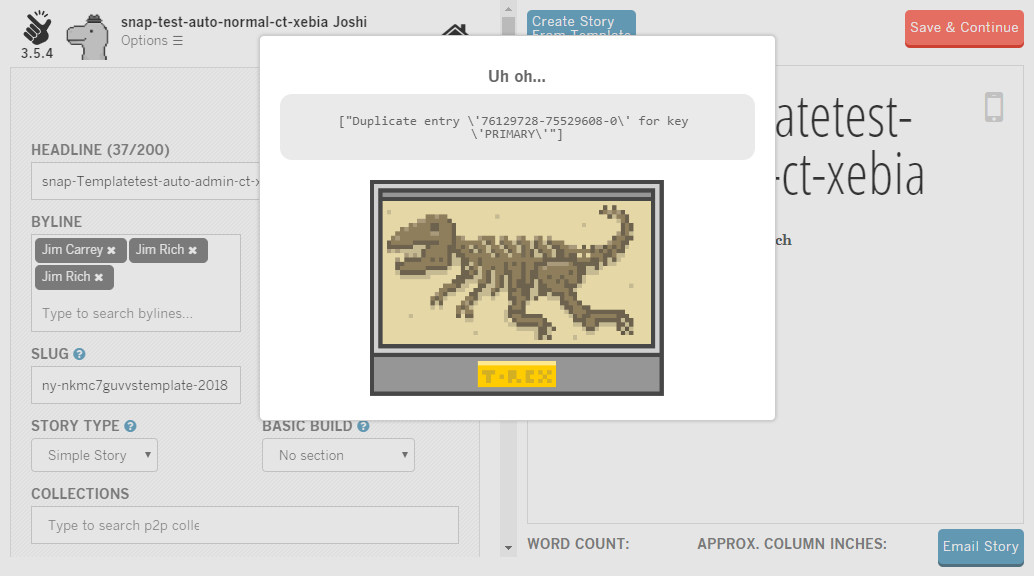 3.5.4
snap-test-auto-normal-ct-xebia Joshi
Options
Create Story
From Template
Save & Continue
Uh oh...
["Duplicate entry \'76129728-75529608-0\' for key
\'PRIMARY\'"]
T-REX
HEADLINE (37/200)
snap-Templatetest-auto-admin-ct-x
BYLINE
Jim Carrey ✖ Jim Rich ✖
Jim Rich ✖
Type to search bylines...
SLUG ?
ny-nkmc7guvvstemplate-2018
STORY TYPE ? BASIC BUILD ?
Simple Story ▾ No section ▾
COLLECTIONS
Type to search p2p colle
atetest-
-ct-xebia
ch
WORD COUNT: APPROX. COLUMN INCHES:
Email Story